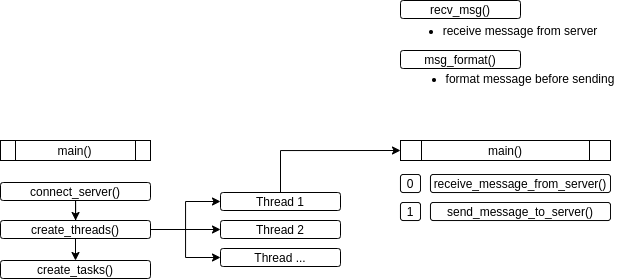 recv_msg()
• receive message from server
msg_format()
• format message before sending
main()
connect_server()
create_threads()
create_tasks()
Thread 1
Thread 2
Thread ...
main()
0 receive_message_from_server()
1 send_message_to_server()